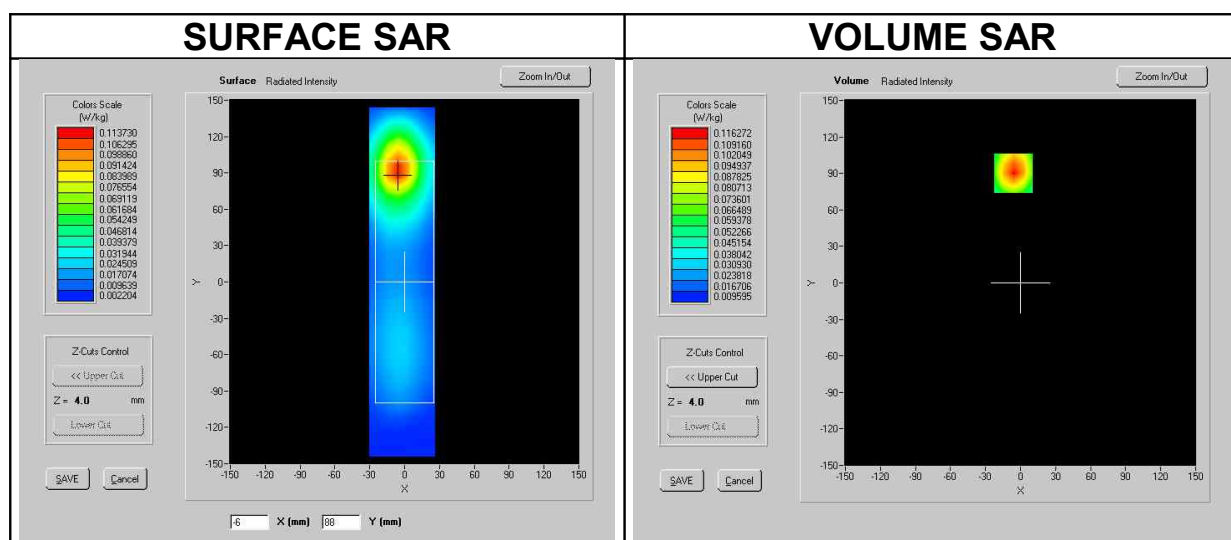 SURFACE SAR
VOLUME SAR
Surface Radiated Intensity
Zoom In/Out
Colors Scale
(W/kg)
0.113730
0.106295
0.098860
0.091424
0.083989
0.076554
0.069119
0.061684
0.054249
0.046814
0.039379
0.031944
0.024509
0.017074
0.009639
0.002204
150
120
90
60
30
0
-30
-60
-90
-120
-150
Y
-150 -120 -90 -60 -30 0 30 60 90 120 150
X
Z-Cuts Control
<< Upper Cut
Z = 4.0 mm
Lower Cut
SAVE Cancel
-6 X (mm) 88 Y (mm)
Volume Radiated Intensity
Zoom In/Out
Colors Scale
(W/kg)
0.116272
0.109160
0.102049
0.094937
0.087825
0.080713
0.073601
0.066489
0.059378
0.052266
0.045154
0.038042
0.030930
0.023818
0.016706
0.009595
150
120
90
60
30
0
-30
-60
-90
-120
-150
Y
-150 -120 -90 -60 -30 0 30 60 90 120 150
X
Z-Cuts Control
<< Upper Cut
Z = 4.0 mm
Lower Cut
SAVE Cancel